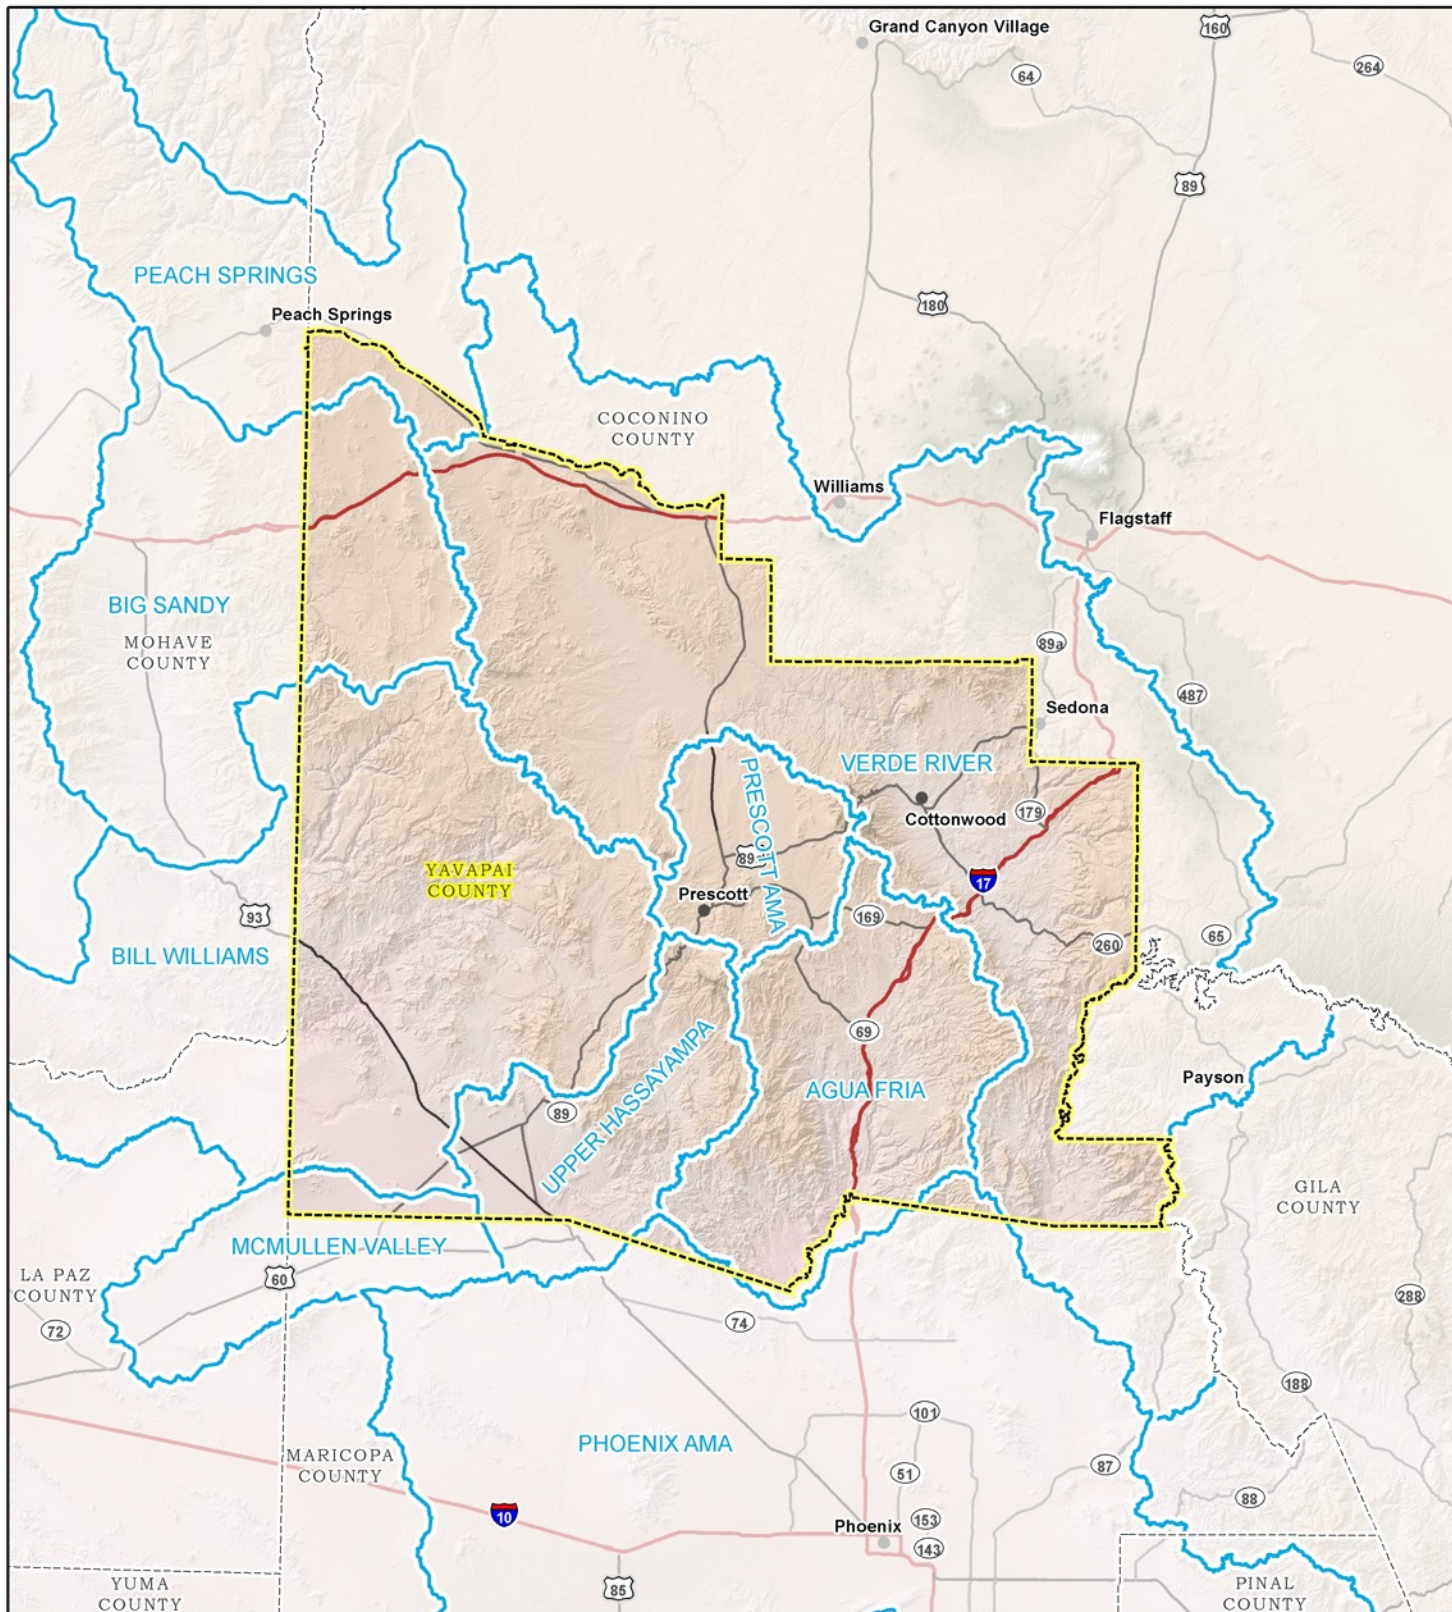 Grand Canyon Village
160
264
64
89
PEACH SPRINGS
180
Peach Springs
COCONINO
COUNTY
Williams
Flagstaff
BIG SANDY
MOHAVE
COUNTY
89a
487
Sedona
VERDE RIVER
PRESCOTT AMA
Cottonwood
179
89
YAVAPAI
COUNTY
17
Prescott
93
169
65
260
BILL WILLIAMS
69
UPPER HASSAYAMPA
Payson
AGUA FRIA
89
GILA
COUNTY
MCMULLEN VALLEY
LA PAZ
COUNTY
60
288
74
72
188
101
PHOENIX AMA
MARICOPA
COUNTY
51
87
88
10
153
Phoenix
143
YUMA
COUNTY
85
PINAL
COUNTY